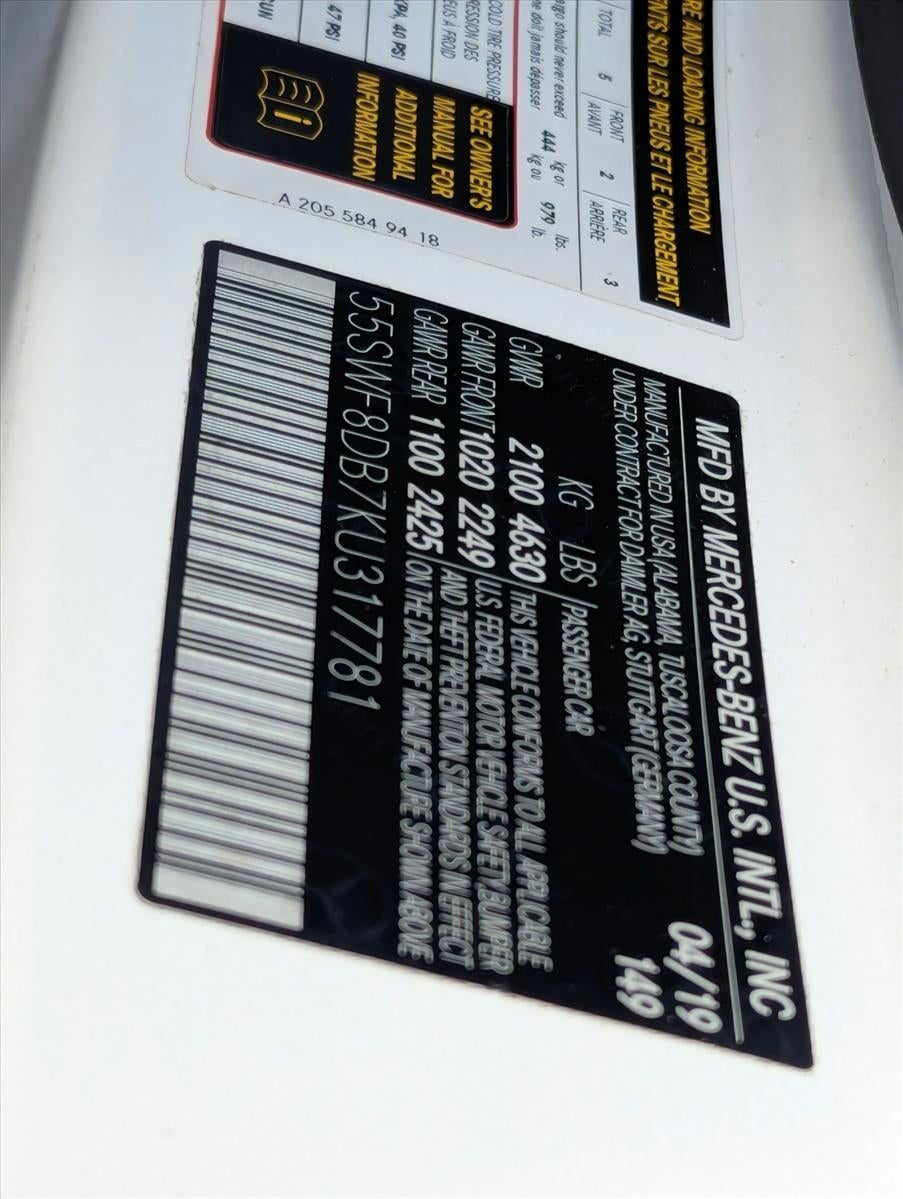 RE AND LOADING INFORMATION
ENTS SUR LES PNEUS ET LE CHARGEMENT
TOTAL 5 FRONT AVANT 2 REAR ARRIÈRE 3
argo should never exceed 444 kg or 979 lbs.
ne doit jamais dépasser kg ou lb.
COLD TIRE PRESSURE
RESSION DES
EUS À FROID
KPA, 40 PSI
47 PSI
SEE OWNER'S
MANUAL FOR
ADDITIONAL
INFORMATION
A 205 584 94 18
MFD BY MERCEDES-BENZ U.S. INTL., INC
MANUFACTURED IN USA (ALABAMA, TUSCALOOSA COUNTY) 04/19
UNDER CONTRACT FOR DAIMLER AG, STUTTGART (GERMANY) 149
KG LBS PASSENGER CAR
GVWR 2100 4630 THIS VEHICLE CONFORMS TO ALL APPLICABLE
GAWR FRONT 1020 2249 U.S. FEDERAL MOTOR VEHICLE SAFETY BUMPER
GAWR REAR 1100 2425 AND THEFT PREVENTION STANDARDS IN EFFECT
ON THE DATE OF MANUFACTURE SHOWN ABOVE
55SWF8DB7KU317781